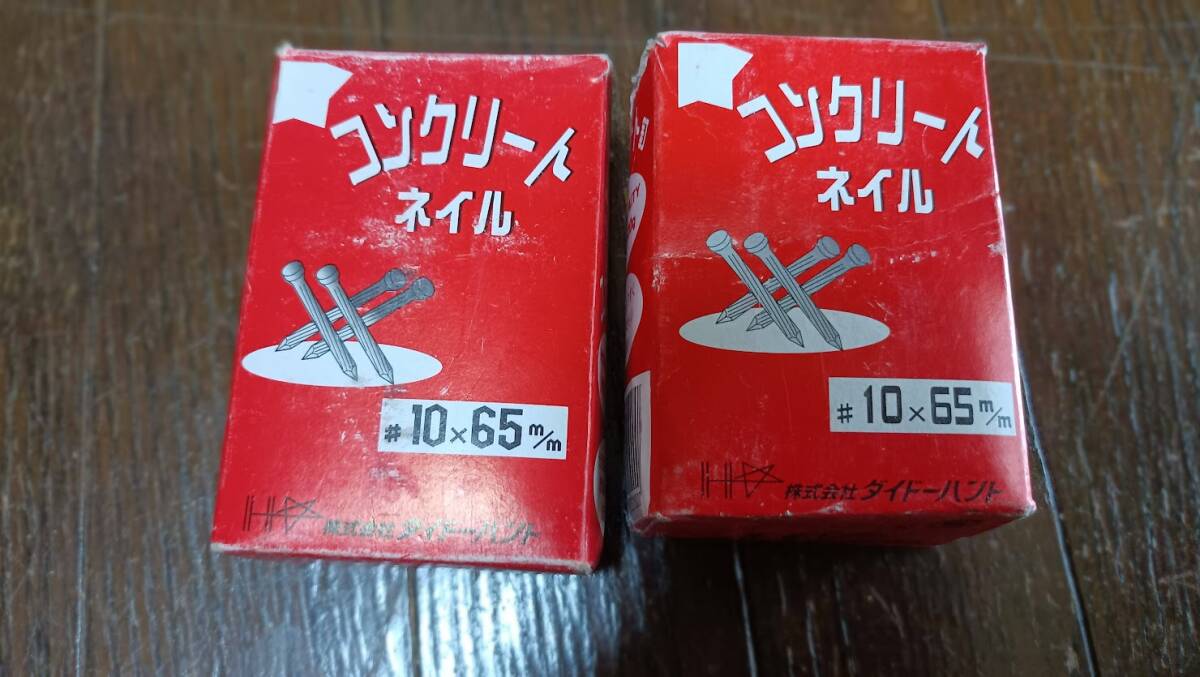 コンクリート
ネイル
#10×65m/m
株式会社ダイドーハント
コンクリート
ネイル
#10×65m/m
株式会社ダイドーハント